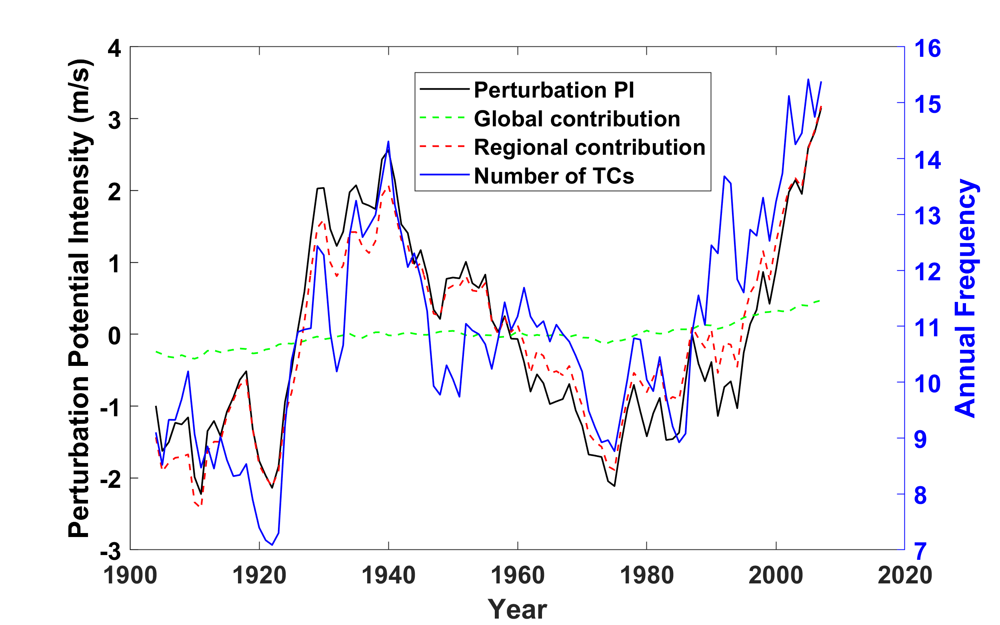 Perturbation Potential Intensity (m/s)
4
3
2
1
0
-1
-2
-3
Perturbation PI
Global contribution
Regional contribution
Number of TCs
16
15
14
13
12
11
10
9
8
7
Annual Frequency
1900 1920 1940 1960 1980 2000 2020
Year